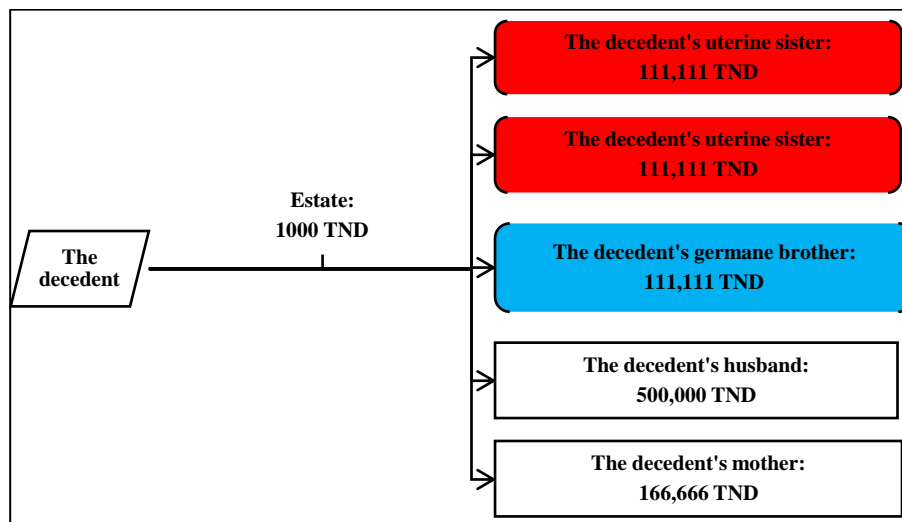 The decedent's uterine sister:
111,111 TND
The decedent's uterine sister:
111,111 TND
Estate:
1000 TND
The
decedent
The decedent's germane brother:
111,111 TND
The decedent's husband:
500,000 TND
The decedent's mother:
166,666 TND